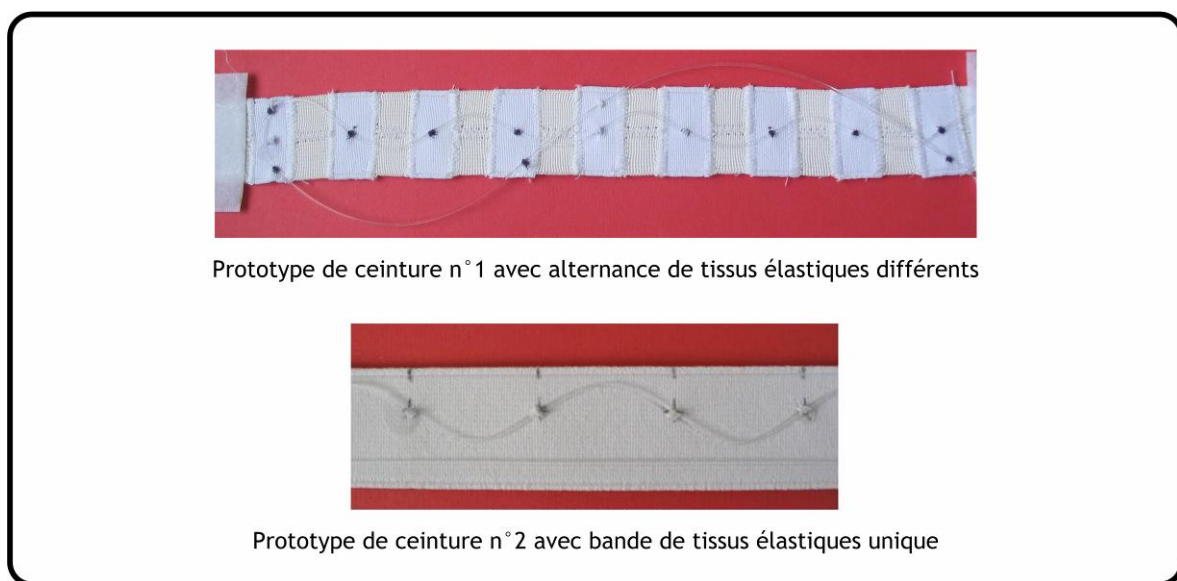 Prototype de ceinture n°1 avec alternance de tissus élastiques différents
Prototype de ceinture n°2 avec bande de tissus élastiques unique